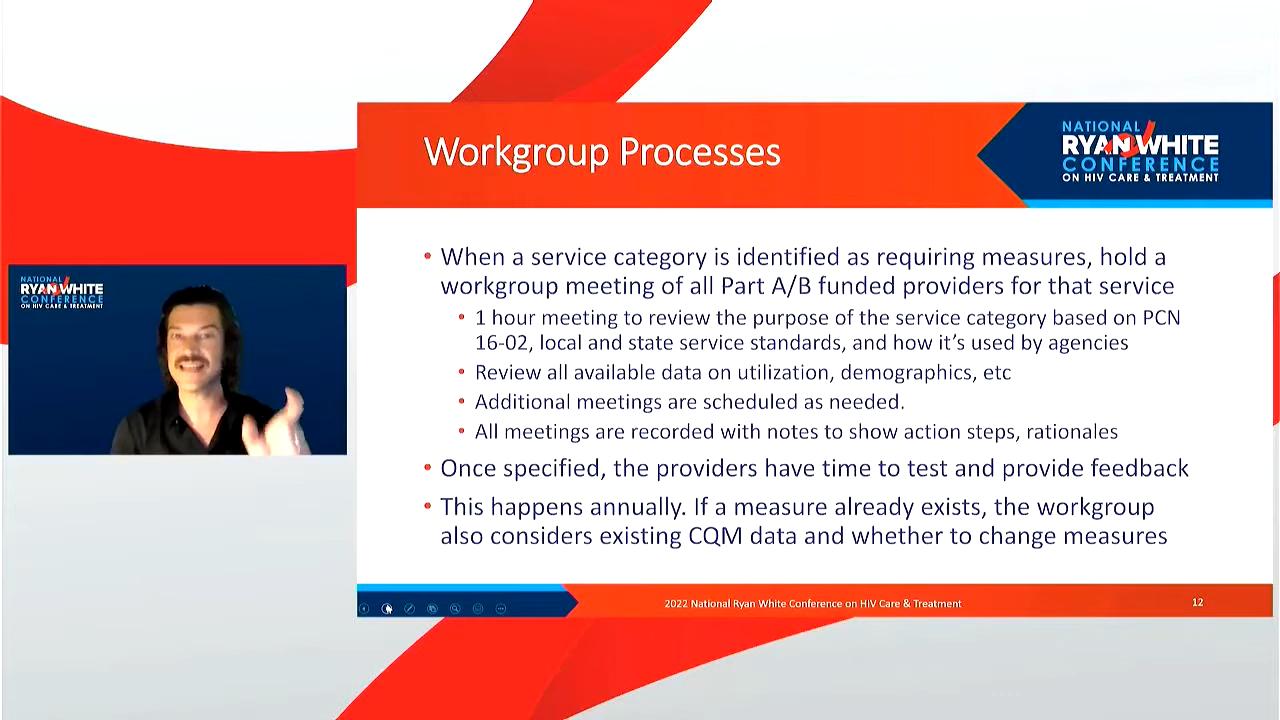 Workgroup Processes
NATIONAL
RYAN WHITE
CONFERENCE
ON HIV CARE & TREATMENT
NATIONAL
RYAN WHITE
CONFERENCE
ON HIV CARE & TREATMENT
• When a service category is identified as requiring measures, hold a
workgroup meeting of all Part A/B funded providers for that service
• 1 hour meeting to review the purpose of the service category based on PCN
16-02, local and state service standards, and how it's used by agencies
• Review all available data on utilization, demographics, etc
• Additional meetings are scheduled as needed.
• All meetings are recorded with notes to show action steps, rationales
• Once specified, the providers have time to test and provide feedback
• This happens annually. If a measure already exists, the workgroup
also considers existing CQM data and whether to change measures
2022 National Ryan White Conference on HIV Care & Treatment
12